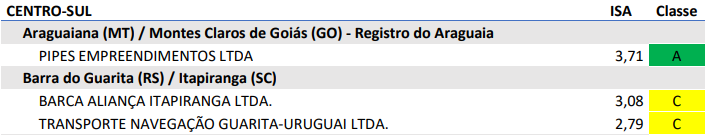 CENTRO-SUL ISA Classe
Araguaiana (MT) / Montes Claros de Goiás (GO) - Registro do Araguaia
PIPES EMPREENDIMENTOS LTDA 3,71 A
Barra do Guarita (RS) / Itapiranga (SC)
BARCA ALIANÇA ITAPIRANGA LTDA. 3,08 C
TRANSPORTE NAVEGAÇÃO GUARITA-URUGUAI LTDA. 2,79 C